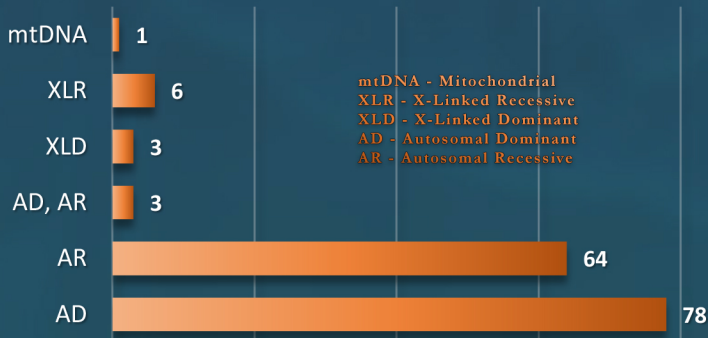 mtDNA 1
XLR 6
XLD 3
AD, AR 3
AR 64
AD 78
mtDNA - Mitochondrial
XLR - X-Linked Recessive
XLD - X-Linked Dominant
AD - Autosomal Dominant
AR - Autosomal Recessive